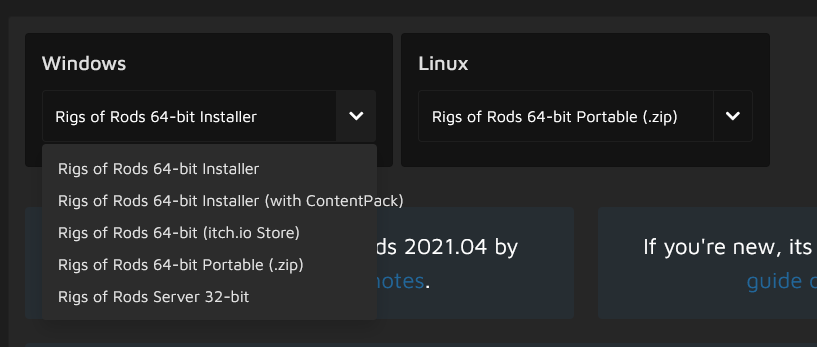 Windows
Linux
Rigs of Rods 64-bit Installer
Rigs of Rods 64-bit Portable (.zip)
Rigs of Rods 64-bit Installer
Rigs of Rods 64-bit Installer (with ContentPack)
Rigs of Rods 64-bit (itch.io Store)
Rigs of Rods 64-bit Portable (.zip)
Rigs of Rods Server 32-bit
2021.04 by
notes.
If you're new, its
guide